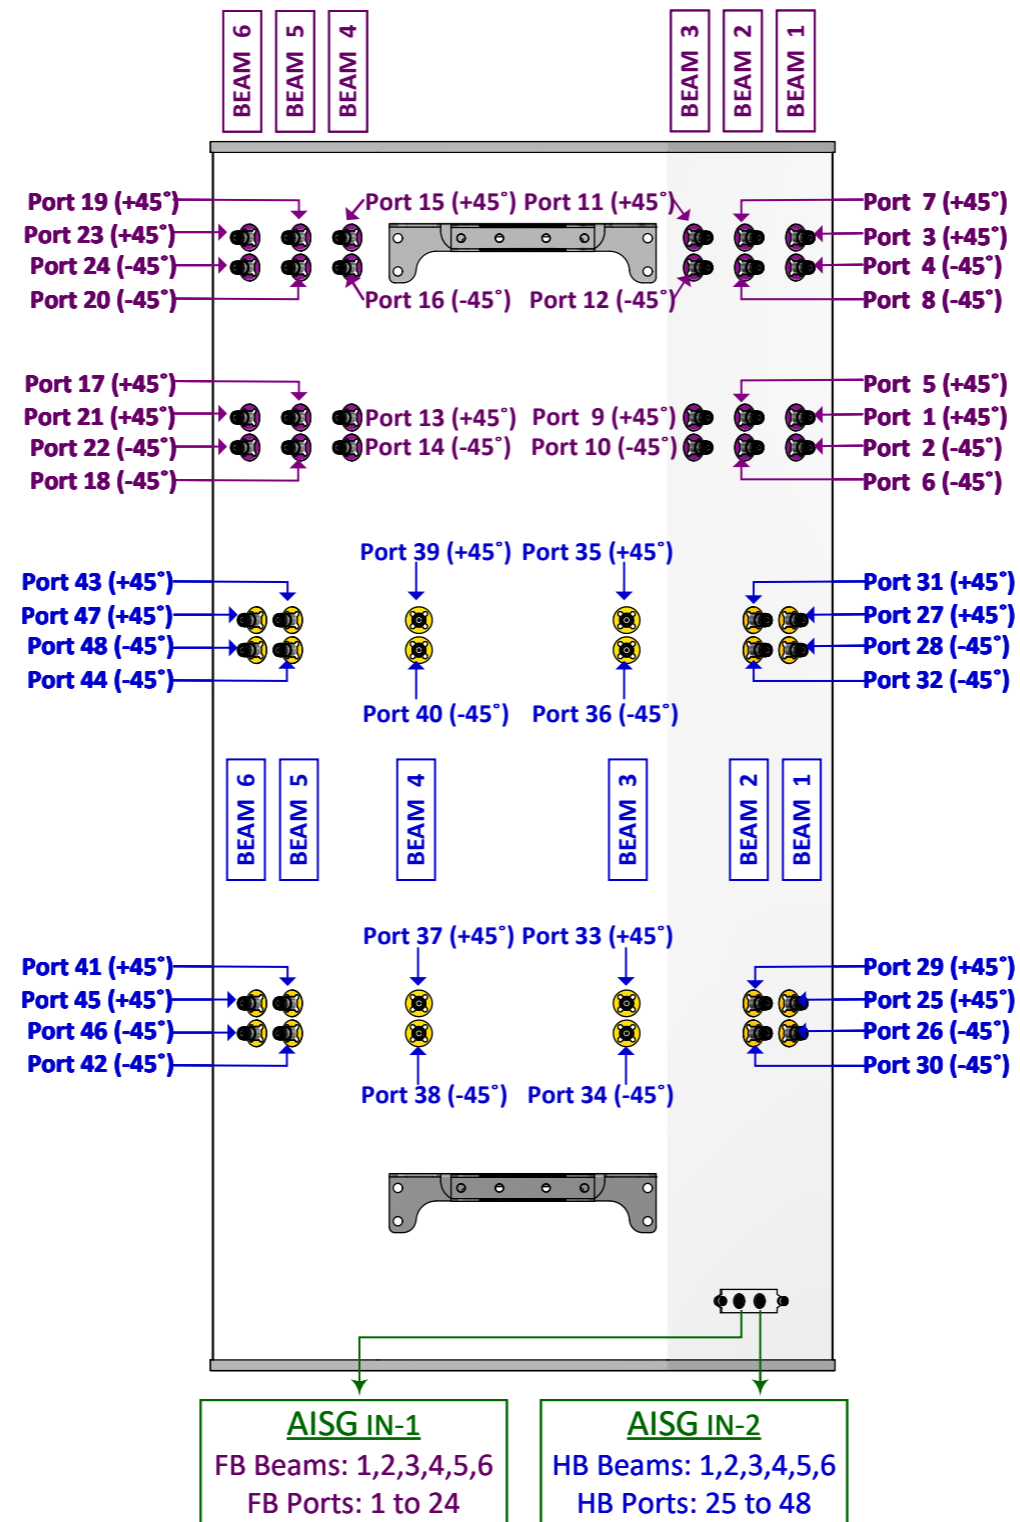 BEAM 6 BEAM 5 BEAM 4 BEAM 3 BEAM 2 BEAM 1
Port 19 (+45°) Port 15 (+45°) Port 11 (+45°) Port 7 (+45°)
Port 23 (+45°) Port 3 (+45°)
Port 24 (-45°) Port 4 (-45°)
Port 20 (-45°) Port 16 (-45°) Port 12 (-45°) Port 8 (-45°)
Port 17 (+45°) Port 5 (+45°)
Port 21 (+45°) Port 13 (+45°) Port 9 (+45°) Port 1 (+45°)
Port 22 (-45°) Port 14 (-45°) Port 10 (-45°) Port 2 (-45°)
Port 18 (-45°) Port 6 (-45°)
Port 39 (+45°) Port 35 (+45°)
Port 43 (+45°) Port 31 (+45°)
Port 47 (+45°) Port 27 (+45°)
Port 48 (-45°) Port 28 (-45°)
Port 44 (-45°) Port 32 (-45°)
Port 40 (-45°) Port 36 (-45°)
BEAM 6 BEAM 5 BEAM 4 BEAM 3 BEAM 2 BEAM 1
Port 37 (+45°) Port 33 (+45°)
Port 41 (+45°) Port 29 (+45°)
Port 45 (+45°) Port 25 (+45°)
Port 46 (-45°) Port 26 (-45°)
Port 42 (-45°) Port 30 (-45°)
Port 38 (-45°) Port 34 (-45°)
AISG IN-1
FB Beams: 1,2,3,4,5,6
FB Ports: 1 to 24
AISG IN-2
HB Beams: 1,2,3,4,5,6
HB Ports: 25 to 48